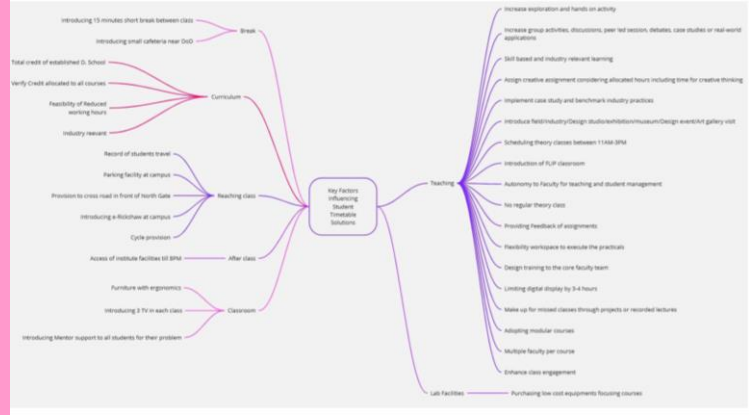 Introducing 15-minutes short break between class
Introducing small cafeteria near DoD
Break
Total credit of established D. School
Verify Credit allocated to all courses
Feasibility of Reduced
working hours
Industry relevant
Curriculum
Record of students travel
Parking facility at campus
Provision to cross road in front of North Gate
Introducing e-Rickshaw at campus
Cycle provision
Reaching class
Access of institute facilities till 8PM
After class
Furniture with ergonomics
Introducing 3 TV in each class
Introducing Mentor support to all students for their problem
Classroom
Key Factors
Influencing
Student
Timetable
Solutions
Teaching
Increase exploration and hands on activity
Increase group activities, discussions, peer led session, debates, case studies or real-world
applications
Skill based and industry relevant learning
Assign creative assignment considering allocated hours including time for creative thinking
Implement case study and benchmark industry practices
Introduce field/industry/Design studio/exhibition/museum/Design event/Art gallery visit
Scheduling theory classes between 11AM-3PM
Introduction of FLIP classroom
Autonomy to Faculty for teaching and student management
No regular theory class
Providing Feedback of assignments
Flexibility workspace to execute the practicals
Design training to the core faculty team
Limiting digital display by 3-4 hours
Make up for missed classes through projects or recorded lectures
Adopting modular courses
Multiple faculty per course
Enhance class engagement
Lab Facilities
Purchasing low cost equipments focusing courses